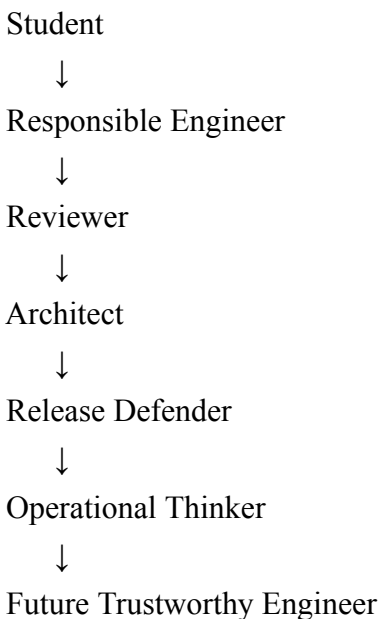 Student
↓
Responsible Engineer
↓
Reviewer
↓
Architect
↓
Release Defender
↓
Operational Thinker
↓
Future Trustworthy Engineer